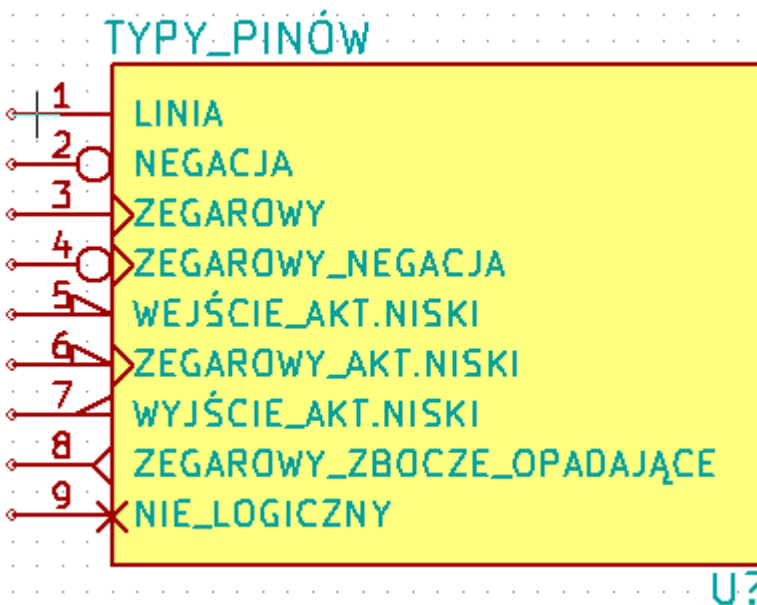 TYPY_PINÓW
1 LINIA
2 NEGACJA
3 ZEGAROWY
4 ZEGAROWY_NEGACJA
5 WEJŚCIE_AKT.NISKI
6 ZEGAROWY_AKT.NISKI
7 WYJŚCIE_AKT.NISKI
8 ZEGAROWY_ZBOCZE_OPADAJĄCE
9 NIE_LOGICZNY
U?